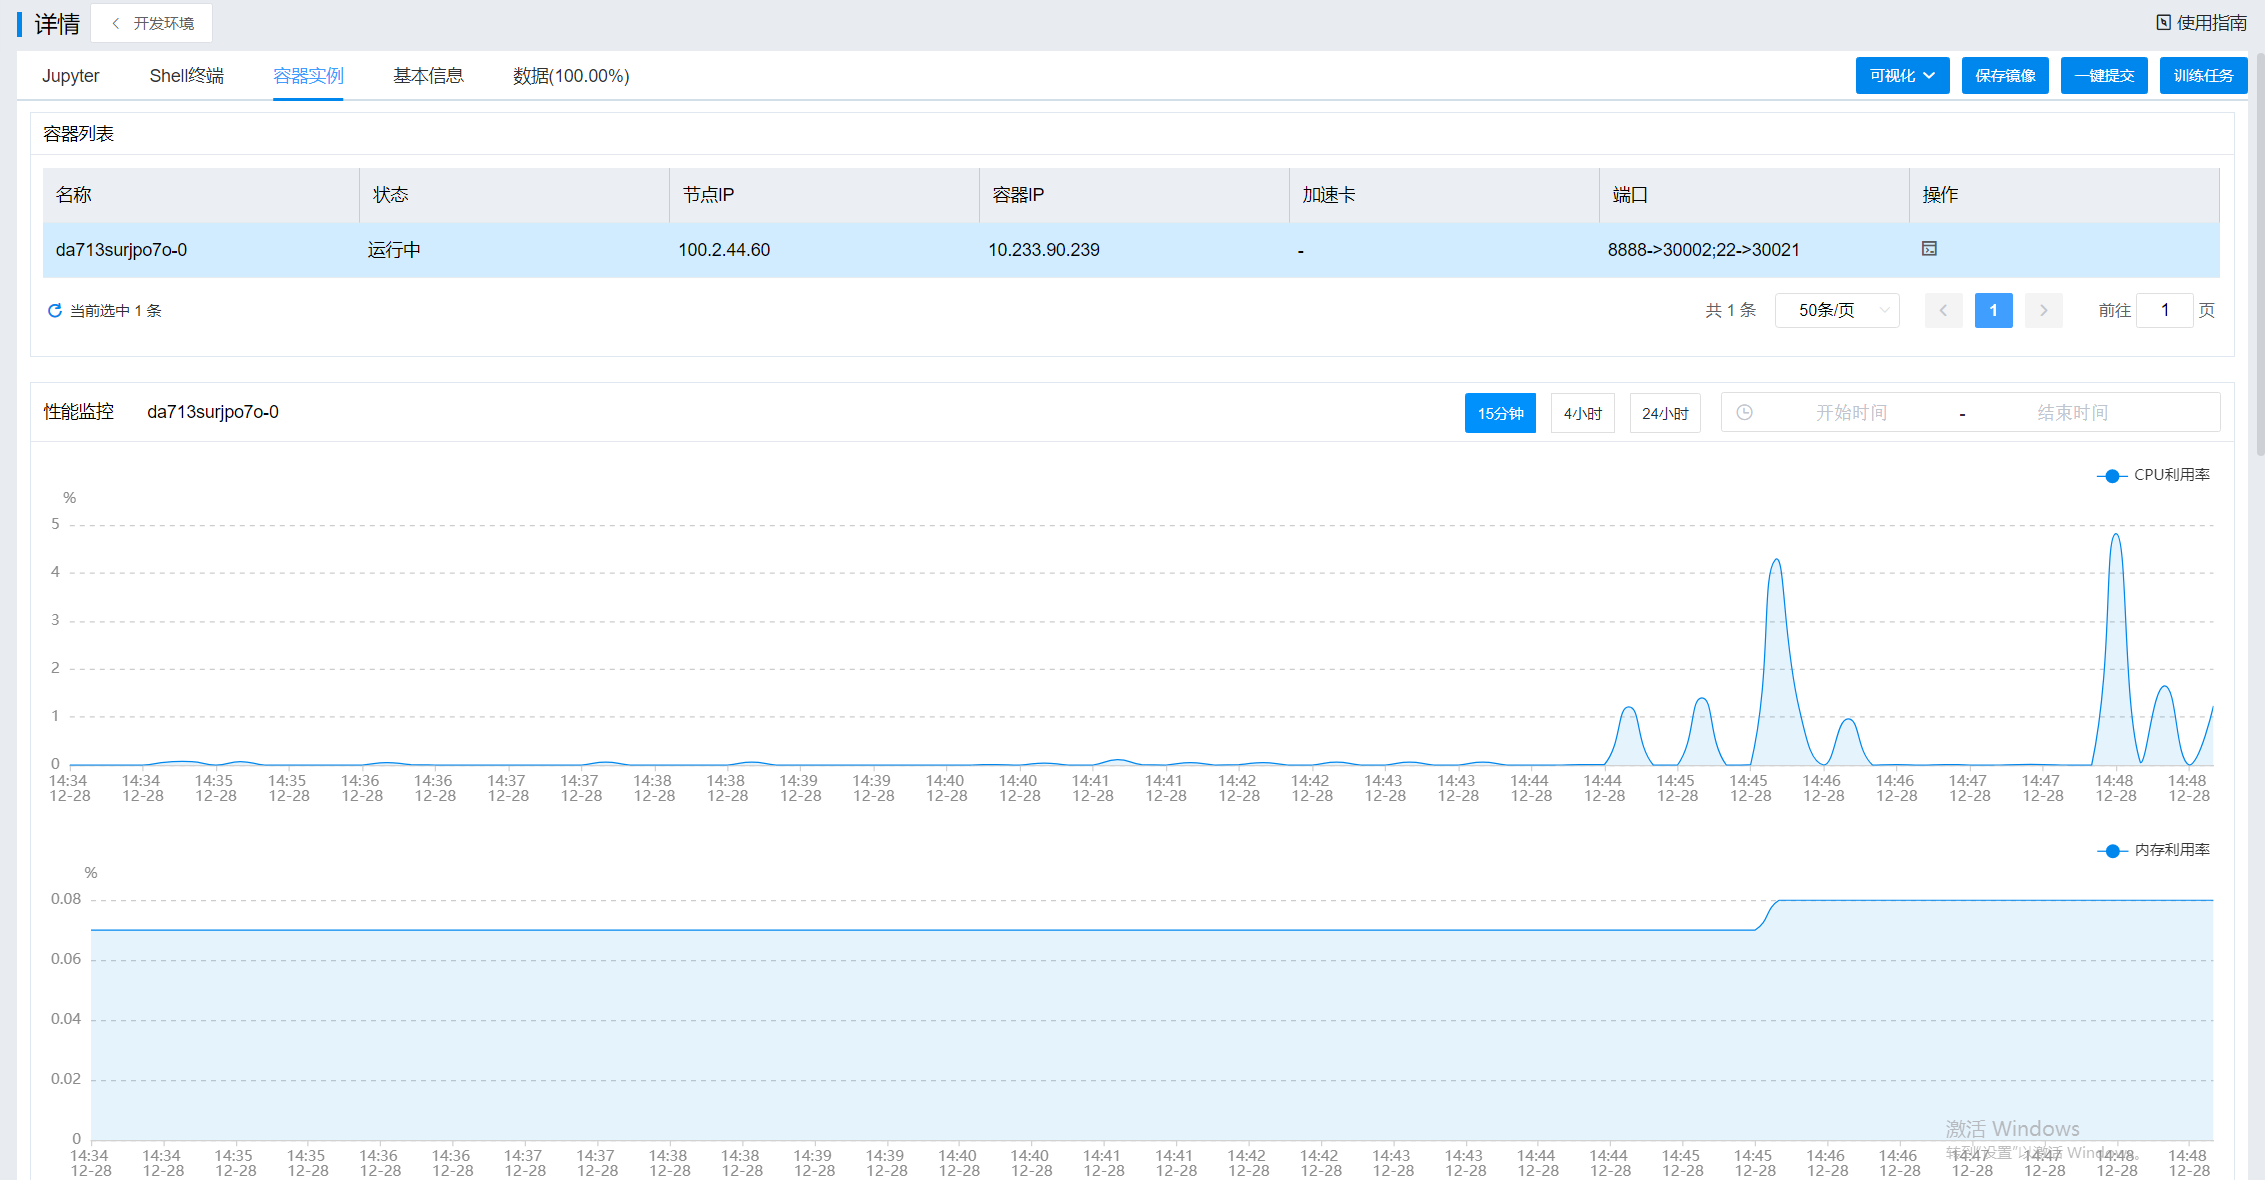 详情 开发环境 使用指南
Jupyter Shell终端 容器实例 基本信息 数据(100.00%) 可视化 保存镜像 一键提交 训练任务
容器列表
名称 状态 节点IP 容器IP 加速卡 端口 操作
da713surjpo7o-0 运行中 100.2.44.60 10.233.90.239 - 8888->30002;22->30021
当前选中 1 条 共 1 条 50条/页 1 前往 1 页
性能监控 da713surjpo7o-0 15分钟 4小时 24小时 开始时间 - 结束时间
CPU利用率
%
5
4
3
2
1
0
14:34 14:34 14:35 14:35 14:36 14:36 14:37 14:37 14:38 14:38 14:39 14:39 14:40 14:40 14:41 14:41 14:42 14:42 14:43 14:43 14:44 14:44 14:45 14:45 14:46 14:46 14:47 14:47 14:48 14:48
12-28 12-28 12-28 12-28 12-28 12-28 12-28 12-28 12-28 12-28 12-28 12-28 12-28 12-28 12-28 12-28 12-28 12-28 12-28 12-28 12-28 12-28 12-28 12-28 12-28 12-28 12-28 12-28 12-28 12-28
内存利用率
%
0.08
0.06
0.04
0.02
0
激活 Windows
转到"设置"以激活 Windows。
14:34 14:34 14:35 14:35 14:36 14:36 14:37 14:37 14:38 14:38 14:39 14:39 14:40 14:40 14:41 14:41 14:42 14:42 14:43 14:43 14:44 14:44 14:45 14:45 14:46 14:46 14:47 14:47 14:48 14:48
12-28 12-28 12-28 12-28 12-28 12-28 12-28 12-28 12-28 12-28 12-28 12-28 12-28 12-28 12-28 12-28 12-28 12-28 12-28 12-28 12-28 12-28 12-28 12-28 12-28 12-28 12-28 12-28 12-28 12-28